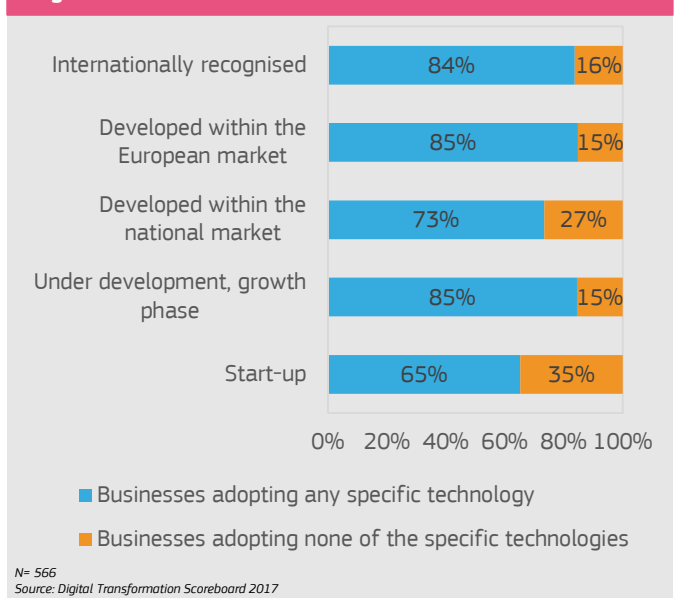 Internationally recognised
84%
16%
Developed within the
European market
85%
15%
Developed within the
national market
73%
27%
Under development, growth
phase
85%
15%
Start-up
65%
35%
0% 20% 40% 60% 80% 100%
Businesses adopting any specific technology
Businesses adopting none of the specific technologies
N= 566
Source: Digital Transformation Scoreboard 2017